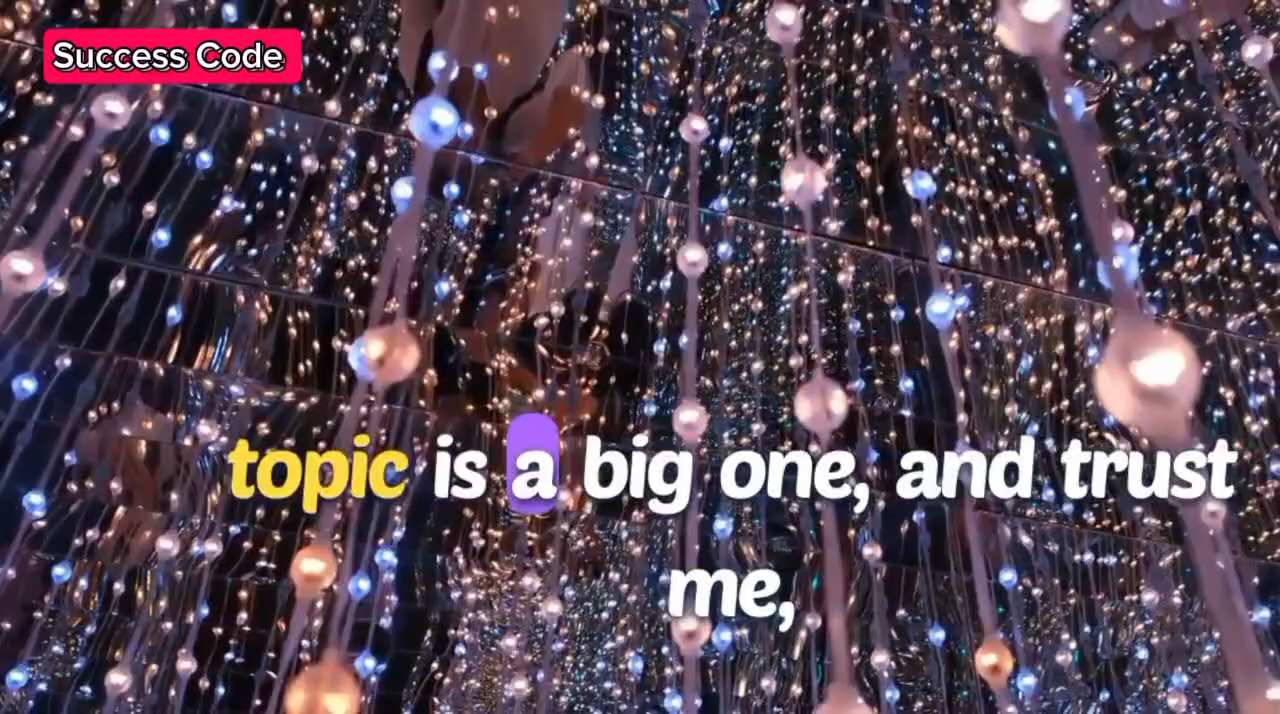 Success Code
topic is a big one, and trust
me,